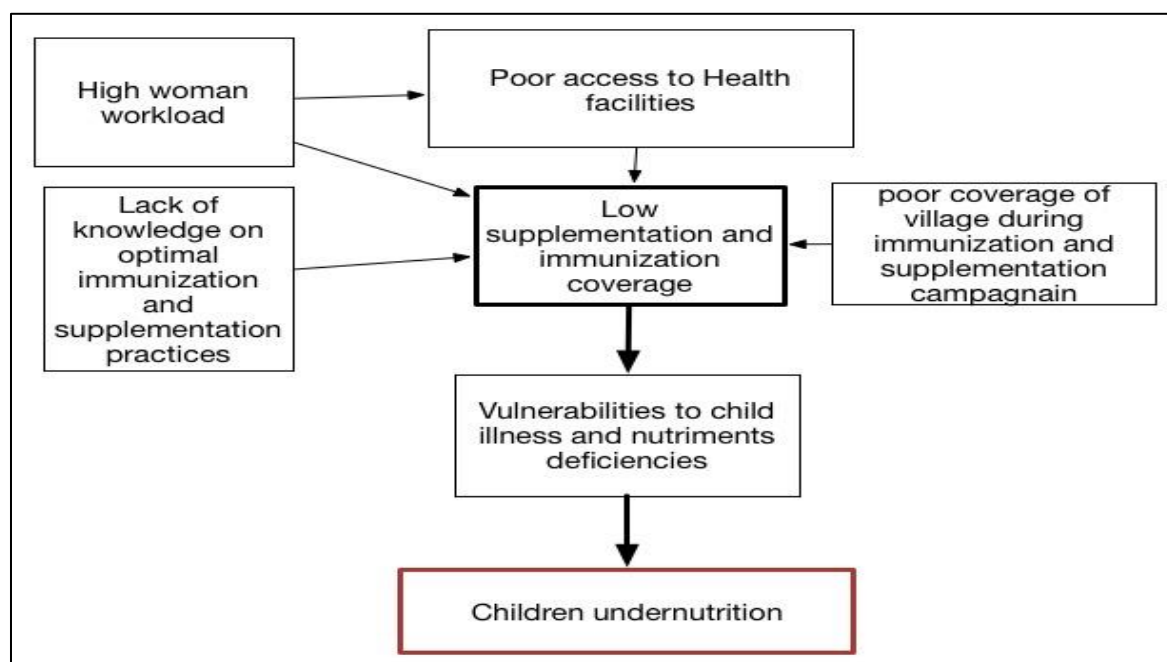 High woman
workload
Poor access to Health
facilities
Lack of
knowledge on
optimal
immunization
and
supplementation
practices
Low
supplementation and
immunization
coverage
poor coverage of
village during
immunization and
supplementation
campagnain
Vulnerabilities to child
illness and nutriments
deficiencies
Children undernutrition